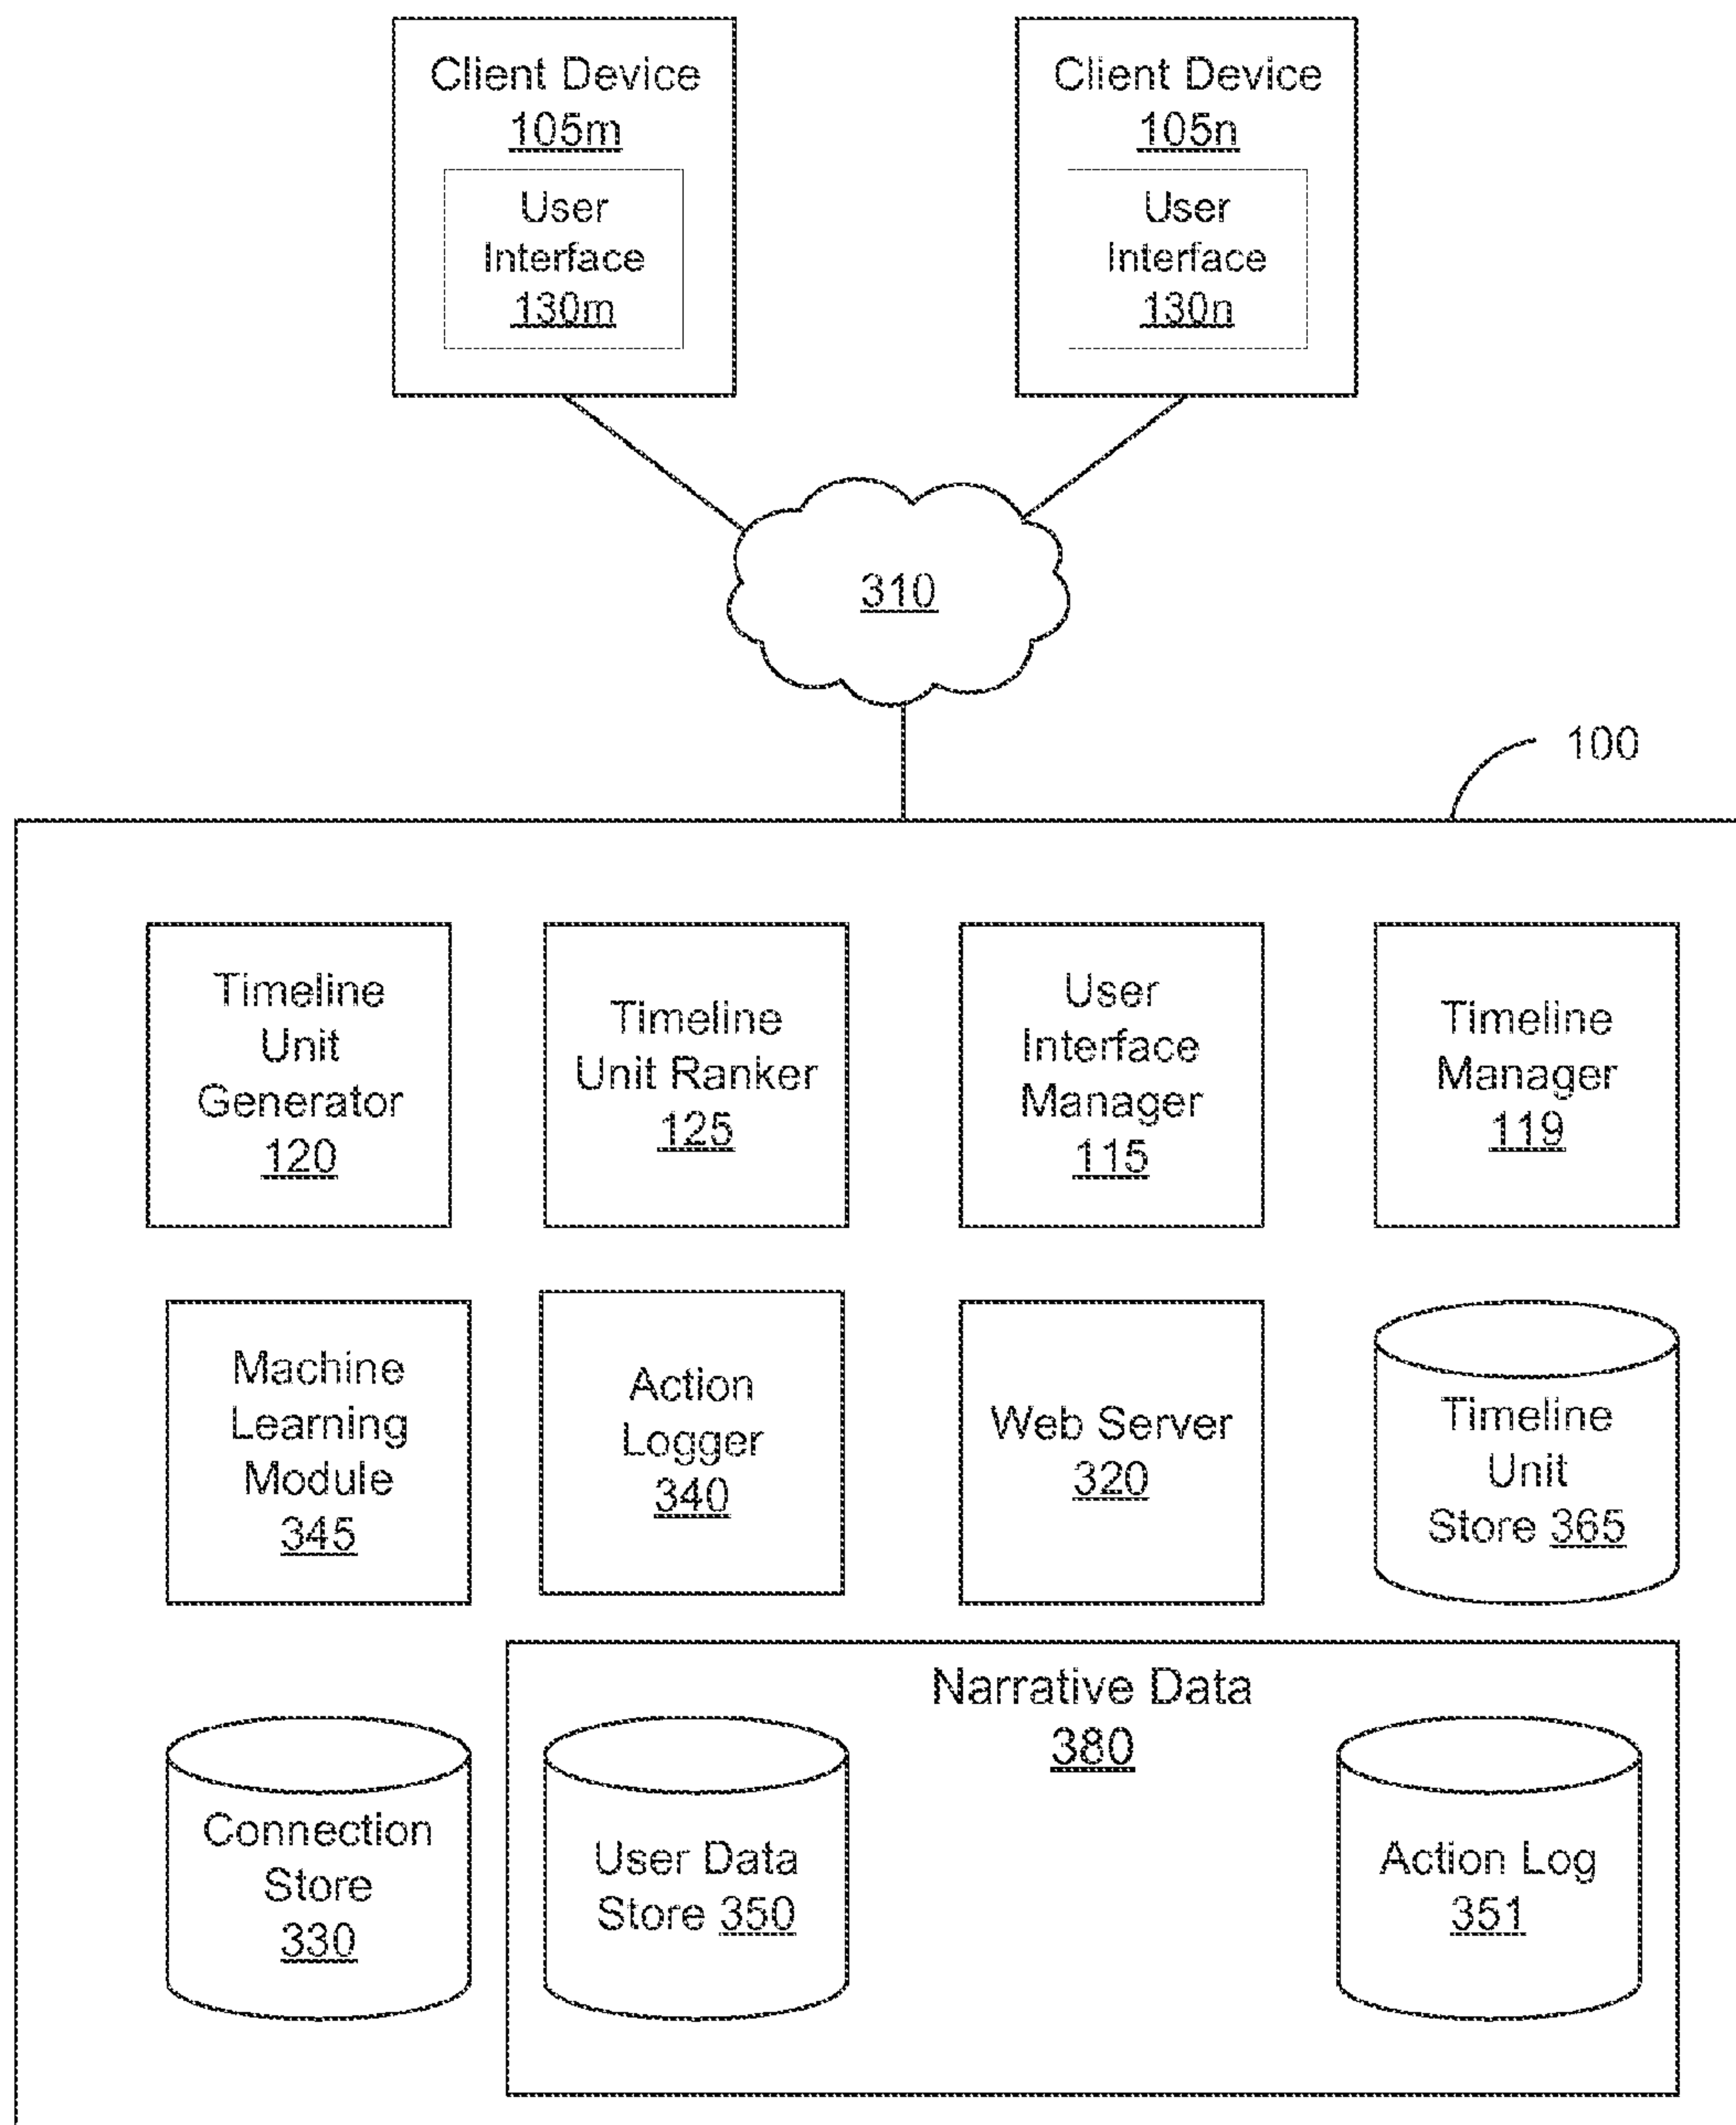 Client Device
105m
User
Interface
130m
Client Device
105n
User
Interface
130n
310
100
Timeline
Unit
Generator
120
Timeline
Unit Ranker
125
User
Interface
Manager
115
Timeline
Manager
119
Machine
Learning
Module
345
Action
Logger
340
Web Server
320
Timeline
Unit
Store 365
Connection
Store
330
Narrative Data
380
User Data
Store 350
Action Log
351